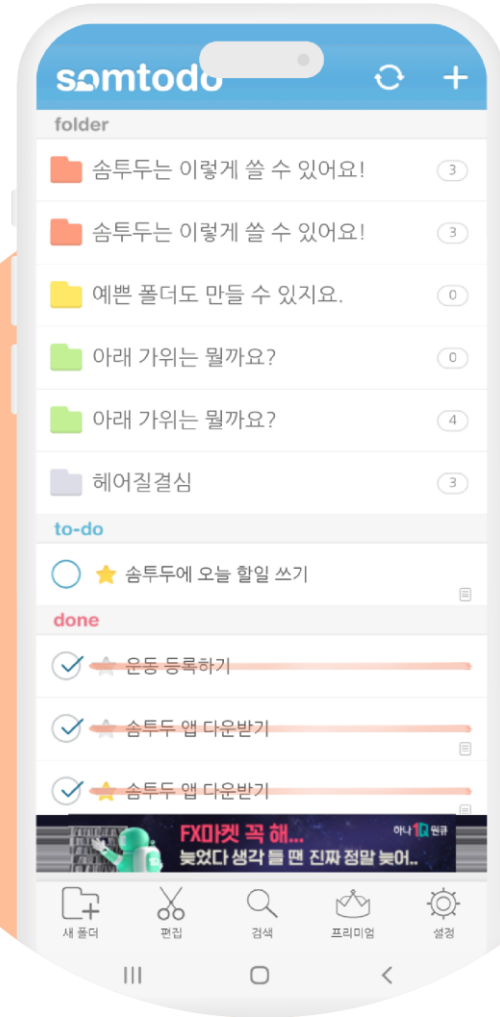 somtodo
folder
솜투두는 이렇게 쓸 수 있어요! 3
솜투두는 이렇게 쓸 수 있어요! 3
예쁜 폴더도 만들 수 있지요. 0
아래 가위는 뭘까요? 0
아래 가위는 뭘까요? 4
헤어질결심 3
to-do
솜투두에 오늘 할일 쓰기
done
운동 등록하기
솜투두 앱 다운받기
솜투두 앱 다운받기
FX마켓 꼭 해... 하나1Q원큐
늦었다 생각 들 땐 진짜 정말 늦어..
새 폴더 편집 검색 프리미엄 설정